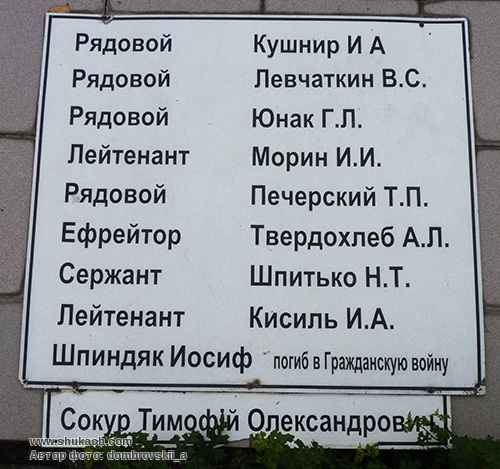 Рядовой Кушнир И А
Рядовой Левчаткин В.С.
Рядовой Юнак Г.Л.
Лейтенант Морин И.И.
Рядовой Печерский Т.П.
Ефрейтор Твердохлеб А.Л.
Сержант Шпитько Н.Т.
Лейтенант Кисиль И.А.
Шпиндяк Иосиф погиб в Гражданскую войну
Сокур Тимофій Олександрович
www.shukach.com
Автор фото: dombrovskii_a